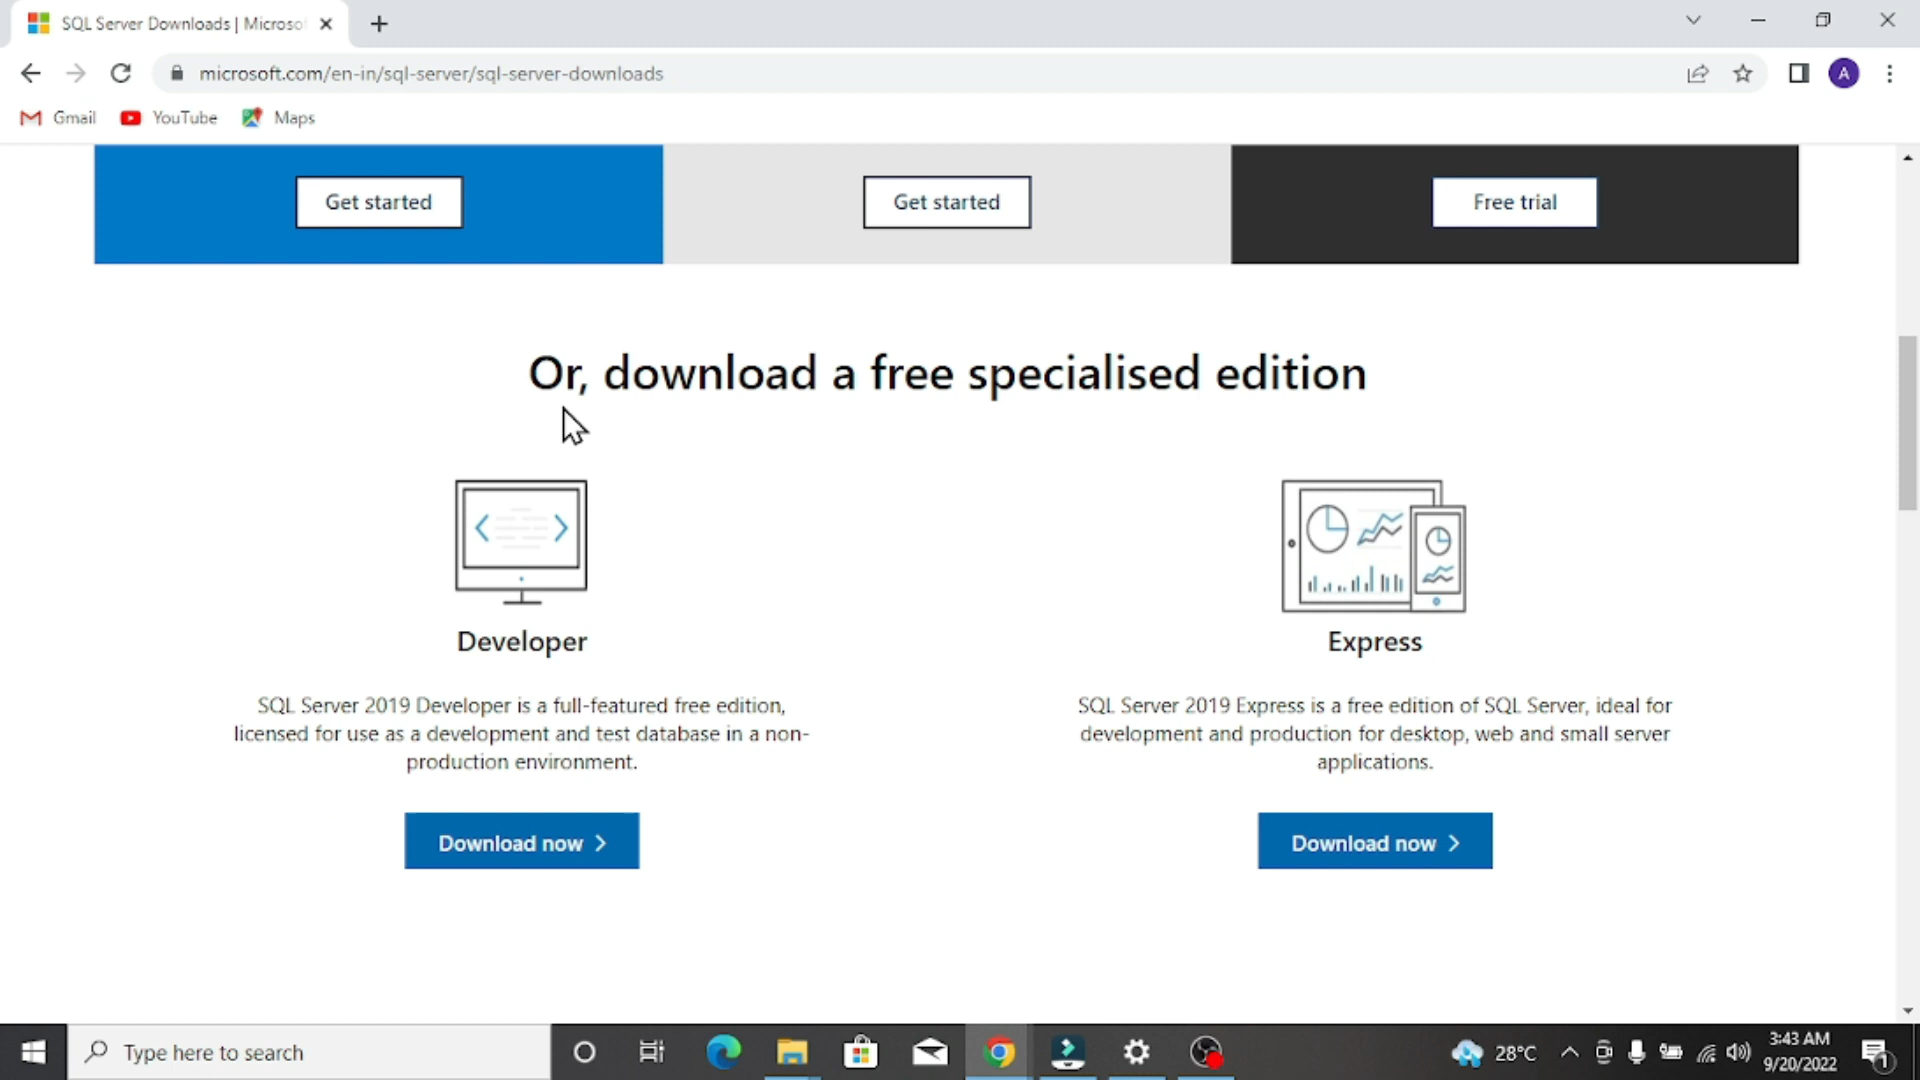 SQL Server Downloads | Microso
microsoft.com/en-in/sql-server/sql-server-downloads
A
Gmail
YouTube
Maps
Get started
Get started
Free trial
Or, download a free specialised edition
Developer
SQL Server 2019 Developer is a full-featured free edition,
licensed for use as a development and test database in a non-
production environment.
Download now
Express
SQL Server 2019 Express is a free edition of SQL Server, ideal for
development and production for desktop, web and small server
applications.
Download now
Type here to search
28°C
3:43 AM
9/20/2022
1